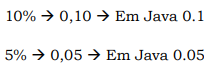 10% → 0,10 → Em Java 0.1
5% → 0,05 → Em Java 0.05